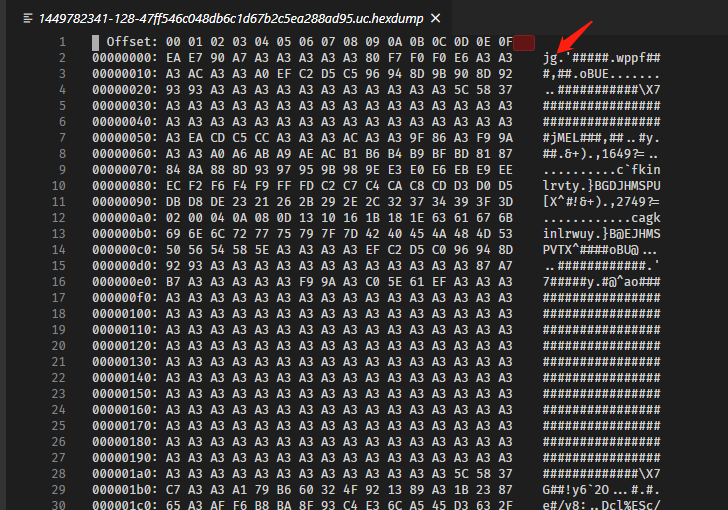 1449782341-128-47ff546c048db6c1d67b2c5ea288ad95.uc.hexdump ×
1 Offset: 00 01 02 03 04 05 06 07 08 09 0A 0B 0C 0D 0E 0F
2 00000000: EA E7 90 A7 A3 A3 A3 A3 A3 80 F7 F0 F0 E6 A3 A3 jg.'#####.wppf##
3 00000010: A3 AC A3 A3 A0 EF C2 D5 C5 96 94 8D 9B 90 8D 92 #,##.oBUE.......
4 00000020: 93 93 A3 A3 A3 A3 A3 A3 A3 A3 A3 A3 A3 5C 58 37 ..###########\X7
5 00000030: A3 A3 A3 A3 A3 A3 A3 A3 A3 A3 A3 A3 A3 A3 A3 A3 ################
6 00000040: A3 A3 A3 A3 A3 A3 A3 A3 A3 A3 A3 A3 A3 A3 A3 A3 ################
7 00000050: A3 EA CD C5 CC A3 A3 A3 AC A3 A3 9F 86 A3 F9 9A #jMEL###,##..#y.
8 00000060: A3 A3 A0 A6 AB A9 AE AC B1 B6 B4 B9 BF BD 81 87 ##.&+).,1649?=..
9 00000070: 84 8A 88 8D 93 97 95 9B 98 9E E3 E0 E6 EB E9 EE ..........c`fkin
10 00000080: EC F2 F6 F4 F9 FF FD C2 C7 C4 CA C8 CD D3 D0 D5 lrvty.}BGDJHMSPU
11 00000090: DB D8 DE 23 21 26 2B 29 2E 2C 32 37 34 39 3F 3D [X^#!&+).,2749?=
12 000000a0: 02 00 04 0A 08 0D 13 10 16 1B 18 1E 63 61 67 6B ............cagk
13 000000b0: 69 6E 6C 72 77 75 79 7F 7D 42 40 45 4A 48 4D 53 inlrwuy.}B@EJHMS
14 000000c0: 50 56 54 58 5E A3 A3 A3 A3 EF C2 D5 C0 96 94 8D PVTX^####oBU@...
15 000000d0: 92 93 A3 A3 A3 A3 A3 A3 A3 A3 A3 A3 A3 A3 87 A7 ..############.'
16 000000e0: B7 A3 A3 A3 A3 A3 F9 9A A3 C0 5E 61 EF A3 A3 A3 7#####y.#@^ao###
17 000000f0: A3 A3 A3 A3 A3 A3 A3 A3 A3 A3 A3 A3 A3 A3 A3 A3 ################
18 00000100: A3 A3 A3 A3 A3 A3 A3 A3 A3 A3 A3 A3 A3 A3 A3 A3 ################
19 00000110: A3 A3 A3 A3 A3 A3 A3 A3 A3 A3 A3 A3 A3 A3 A3 A3 ################
20 00000120: A3 A3 A3 A3 A3 A3 A3 A3 A3 A3 A3 A3 A3 A3 A3 A3 ################
21 00000130: A3 A3 A3 A3 A3 A3 A3 A3 A3 A3 A3 A3 A3 A3 A3 A3 ################
22 00000140: A3 A3 A3 A3 A3 A3 A3 A3 A3 A3 A3 A3 A3 A3 A3 A3 ################
23 00000150: A3 A3 A3 A3 A3 A3 A3 A3 A3 A3 A3 A3 A3 A3 A3 A3 ################
24 00000160: A3 A3 A3 A3 A3 A3 A3 A3 A3 A3 A3 A3 A3 A3 A3 A3 ################
25 00000170: A3 A3 A3 A3 A3 A3 A3 A3 A3 A3 A3 A3 A3 A3 A3 A3 ################
26 00000180: A3 A3 A3 A3 A3 A3 A3 A3 A3 A3 A3 A3 A3 A3 A3 A3 ################
27 00000190: A3 A3 A3 A3 A3 A3 A3 A3 A3 A3 A3 A3 A3 A3 A3 A3 ################
28 000001a0: A3 A3 A3 A3 A3 A3 A3 A3 A3 A3 A3 A3 A3 5C 58 37 #############\X7
29 000001b0: C7 A3 A3 A1 79 B6 60 32 4F 92 13 89 A3 1B 23 87 G##!y6`2O...#.#.
30 000001c0: 65 A3 AF F6 B8 BA 8F 93 C4 E3 6C A5 45 D3 63 2F e#/v8:..Dcl%ESc/